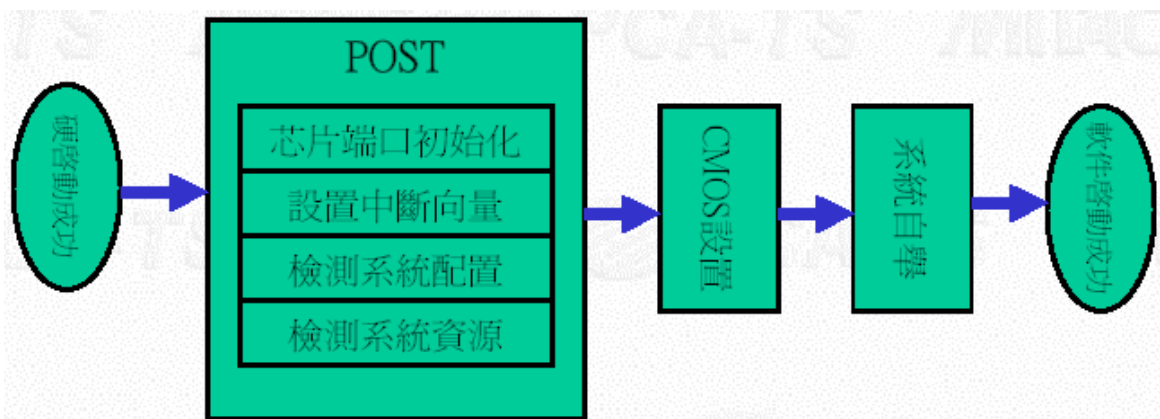 硬啓動成功
POST
芯片端口初始化
設置中斷向量
檢測系統配置
檢測系統資源
CMOS設置
系統自舉
軟件啓動成功